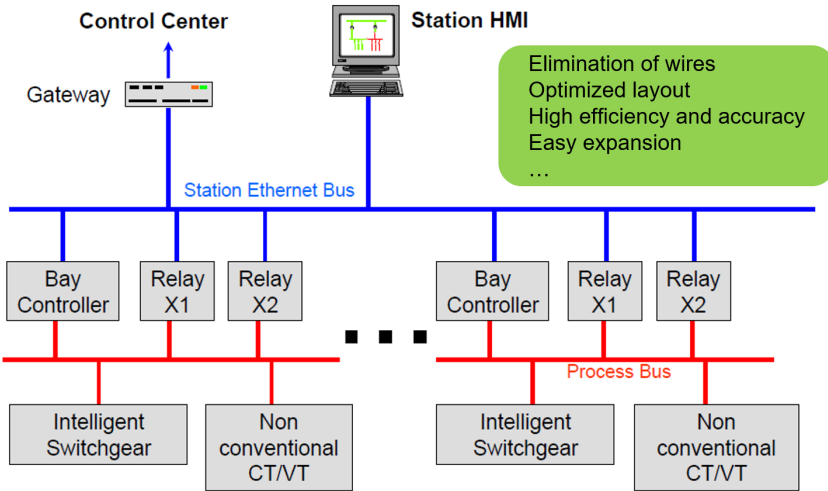 Control Center
Station HMI
Gateway
Elimination of wires
Optimized layout
High efficiency and accuracy
Easy expansion
…
Station Ethernet Bus
Bay
Controller
Relay
X1
Relay
X2
Bay
Controller
Relay
X1
Relay
X2
Process Bus
Intelligent
Switchgear
Non
conventional
CT/VT
Intelligent
Switchgear
Non
conventional
CT/VT